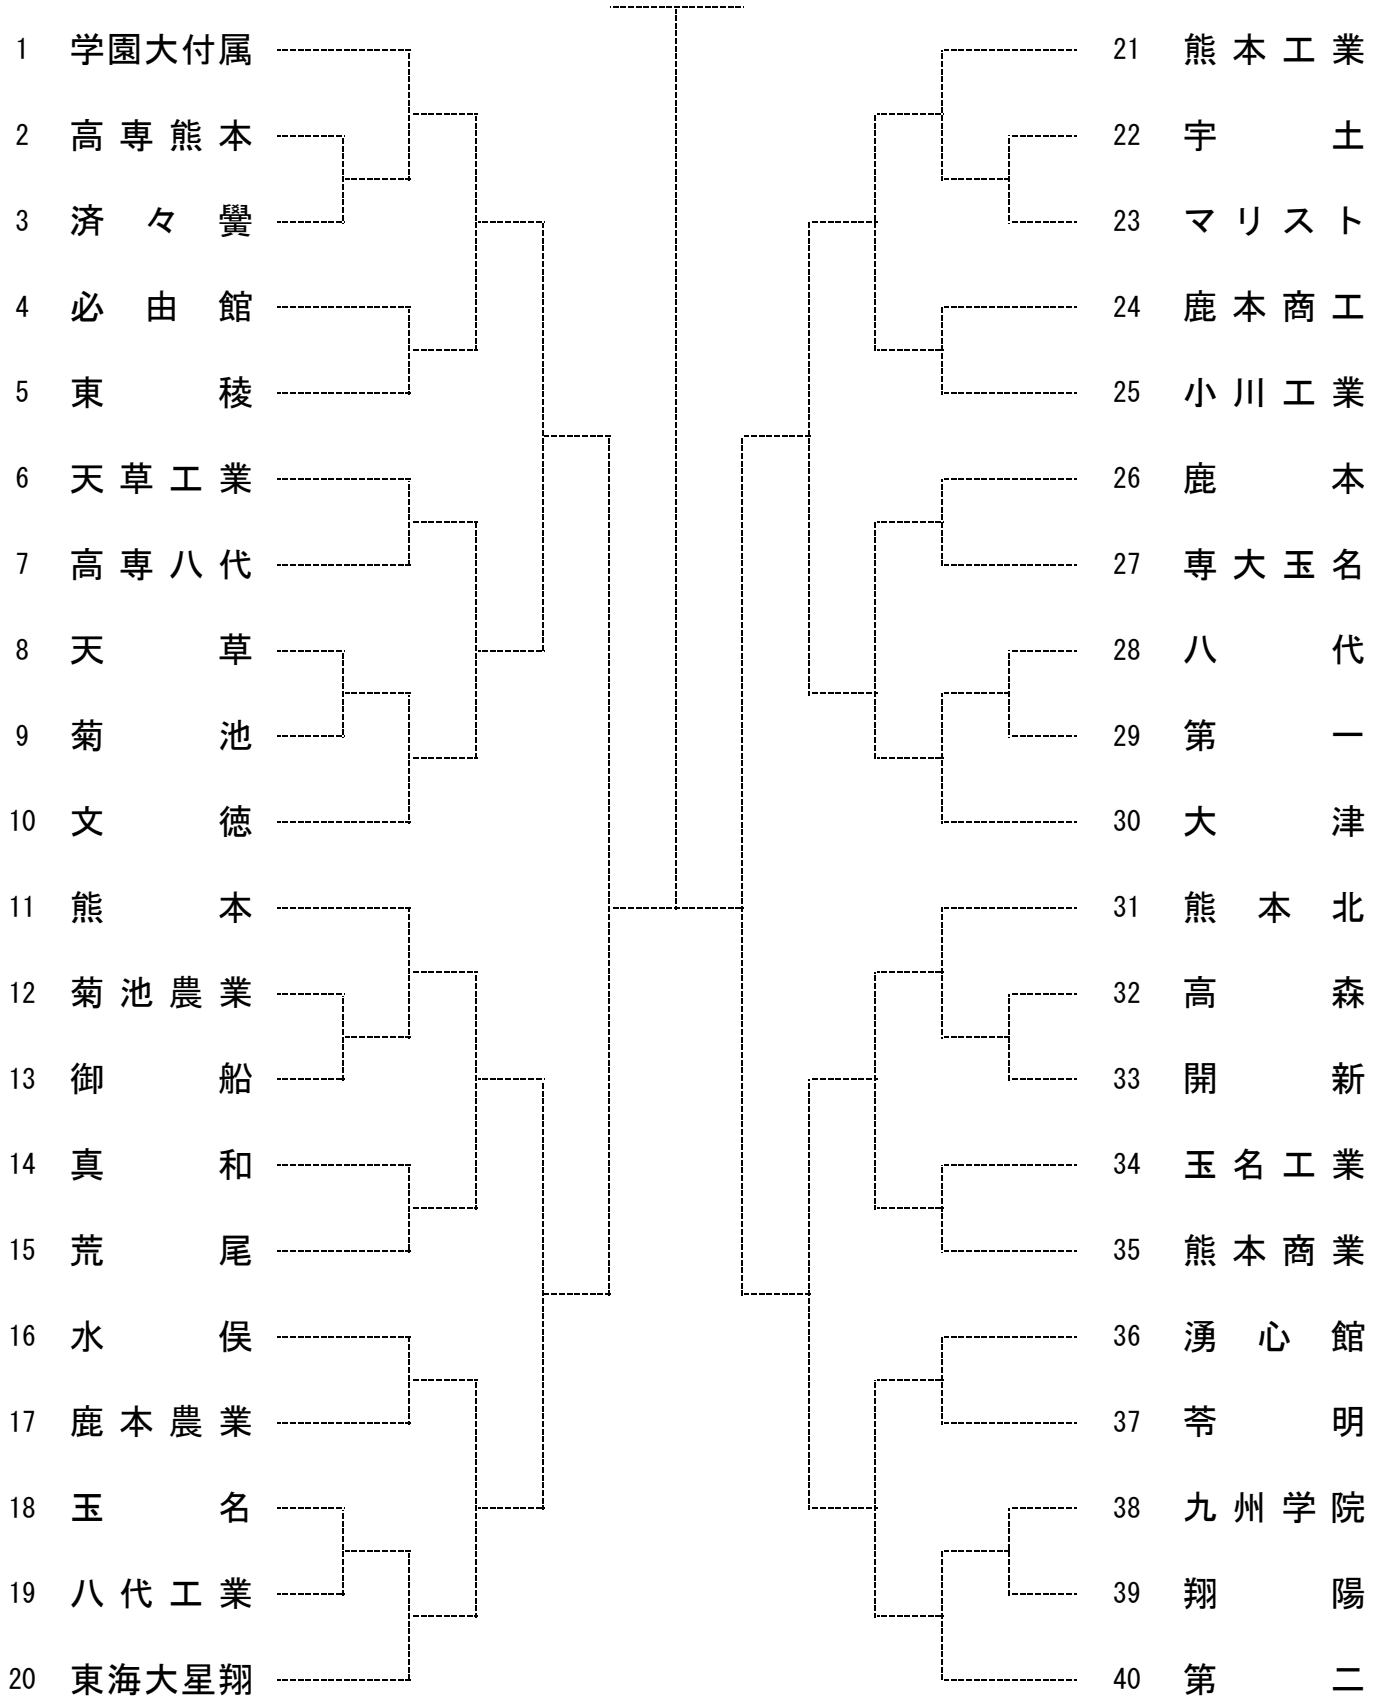 1 学園大付属
2 高専熊本
3 済々黌
4 必由館
5 東稜
6 天草工業
7 高専八代
8 天草
9 菊池
10 文徳
11 熊本
12 菊池農業
13 御船
14 真和
15 荒尾
16 水俣
17 鹿本農業
18 玉名
19 八代工業
20 東海大星翔
21 熊本工業
22 宇土
23 マリスト
24 鹿本商工
25 小川工業
26 鹿本
27 専大玉名
28 八代
29 第一
30 大津
31 熊本北
32 高森
33 開新
34 玉名工業
35 熊本商業
36 湧心館
37 苓明
38 九州学院
39 翔陽
40 第二